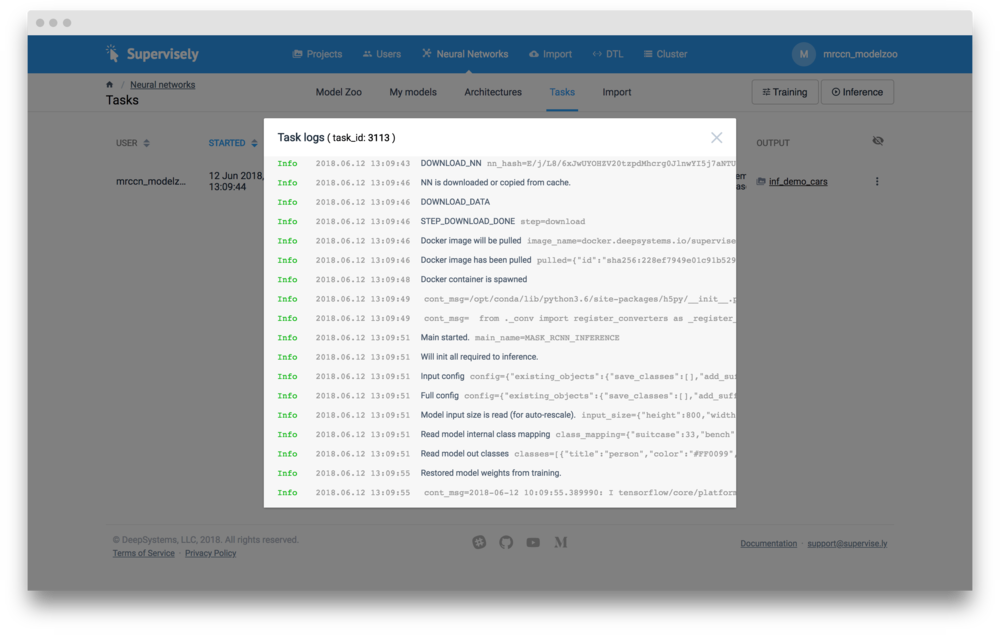 Supervisely
Projects Users Neural Networks Import DTL Cluster
M mrccn_modelzoo
/ Neural networks
Tasks
Model Zoo My models Architectures Tasks Import
Training Inference
USER STARTED OUTPUT
mrccn_modelz... 12 Jun 2018, inf_demo_cars
13:09:44
Task logs ( task_id: 3113 )
Info 2018.06.12 13:09:43 DOWNLOAD_NN
Info 2018.06.12 13:09:46 NN is downloaded or copied from cache.
Info 2018.06.12 13:09:46 DOWNLOAD_DATA
Info 2018.06.12 13:09:46 STEP_DOWNLOAD_DONE step=download
Info 2018.06.12 13:09:46 Docker image will be pulled image_name=docker.deepsystems.io/supervise
Info 2018.06.12 13:09:46 Docker image has been pulled pulled={"id":"sha256:228ef7949e01c91b529
Info 2018.06.12 13:09:48 Docker container is spawned
Info 2018.06.12 13:09:49 cont_msg=/opt/conda/lib/python3.6/site-packages/h5py/__init__.p
Info 2018.06.12 13:09:49 cont_msg= from ._conv import register_converters as _register_
Info 2018.06.12 13:09:51 Main started. main_name=MASK_RCNN_INFERENCE
Info 2018.06.12 13:09:51 Will init all required to inference.
Info 2018.06.12 13:09:51 Input config config={"existing_objects":{"save_classes":[],"add_suf
Info 2018.06.12 13:09:51 Full config config={"existing_objects":{"save_classes":[],"add_suff
Info 2018.06.12 13:09:51 Model input size is read (for auto-rescale). input_size={"height":800,"width
Info 2018.06.12 13:09:51 Read model internal class mapping class_mapping={"suitcase":33,"bench"
Info 2018.06.12 13:09:51 Read model out classes classes=[{"title":"person","color":"#FF0099",
Info 2018.06.12 13:09:55 Restored model weights from training.
Info 2018.06.12 13:09:55 cont_msg=2018-06-12 10:09:55.389990: I tensorflow/core/platform
© DeepSystems, LLC, 2018. All rights reserved.
Terms of Service · Privacy Policy
Documentation · support@supervise.ly